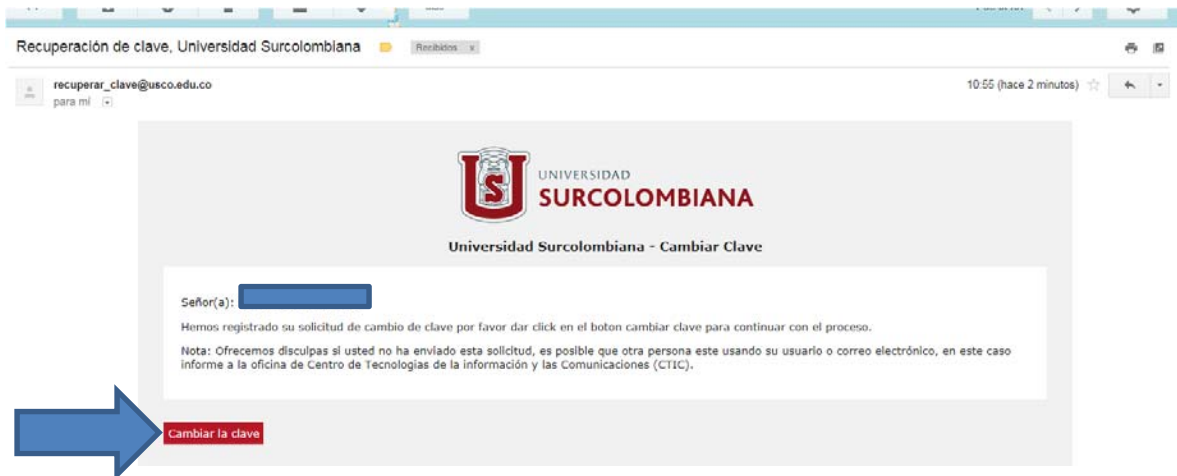 Recuperación de clave, Universidad Surcolombiana
Recibidos x
recuperar_clave@usco.edu.co
10:55 (hace 2 minutos)
para mí
UNIVERSIDAD
SURCOLOMBIANA
Universidad Surcolombiana - Cambiar Clave
Señor(a):
Hemos registrado su solicitud de cambio de clave por favor dar click en el boton cambiar clave para continuar con el proceso.
Nota: Ofrecemos disculpas si usted no ha enviado esta solicitud, es posible que otra persona este usando su usuario o correo electrónico, en este caso
informe a la oficina de Centro de Tecnologias de la información y las Comunicaciones (CTIC).
Cambiar la clave